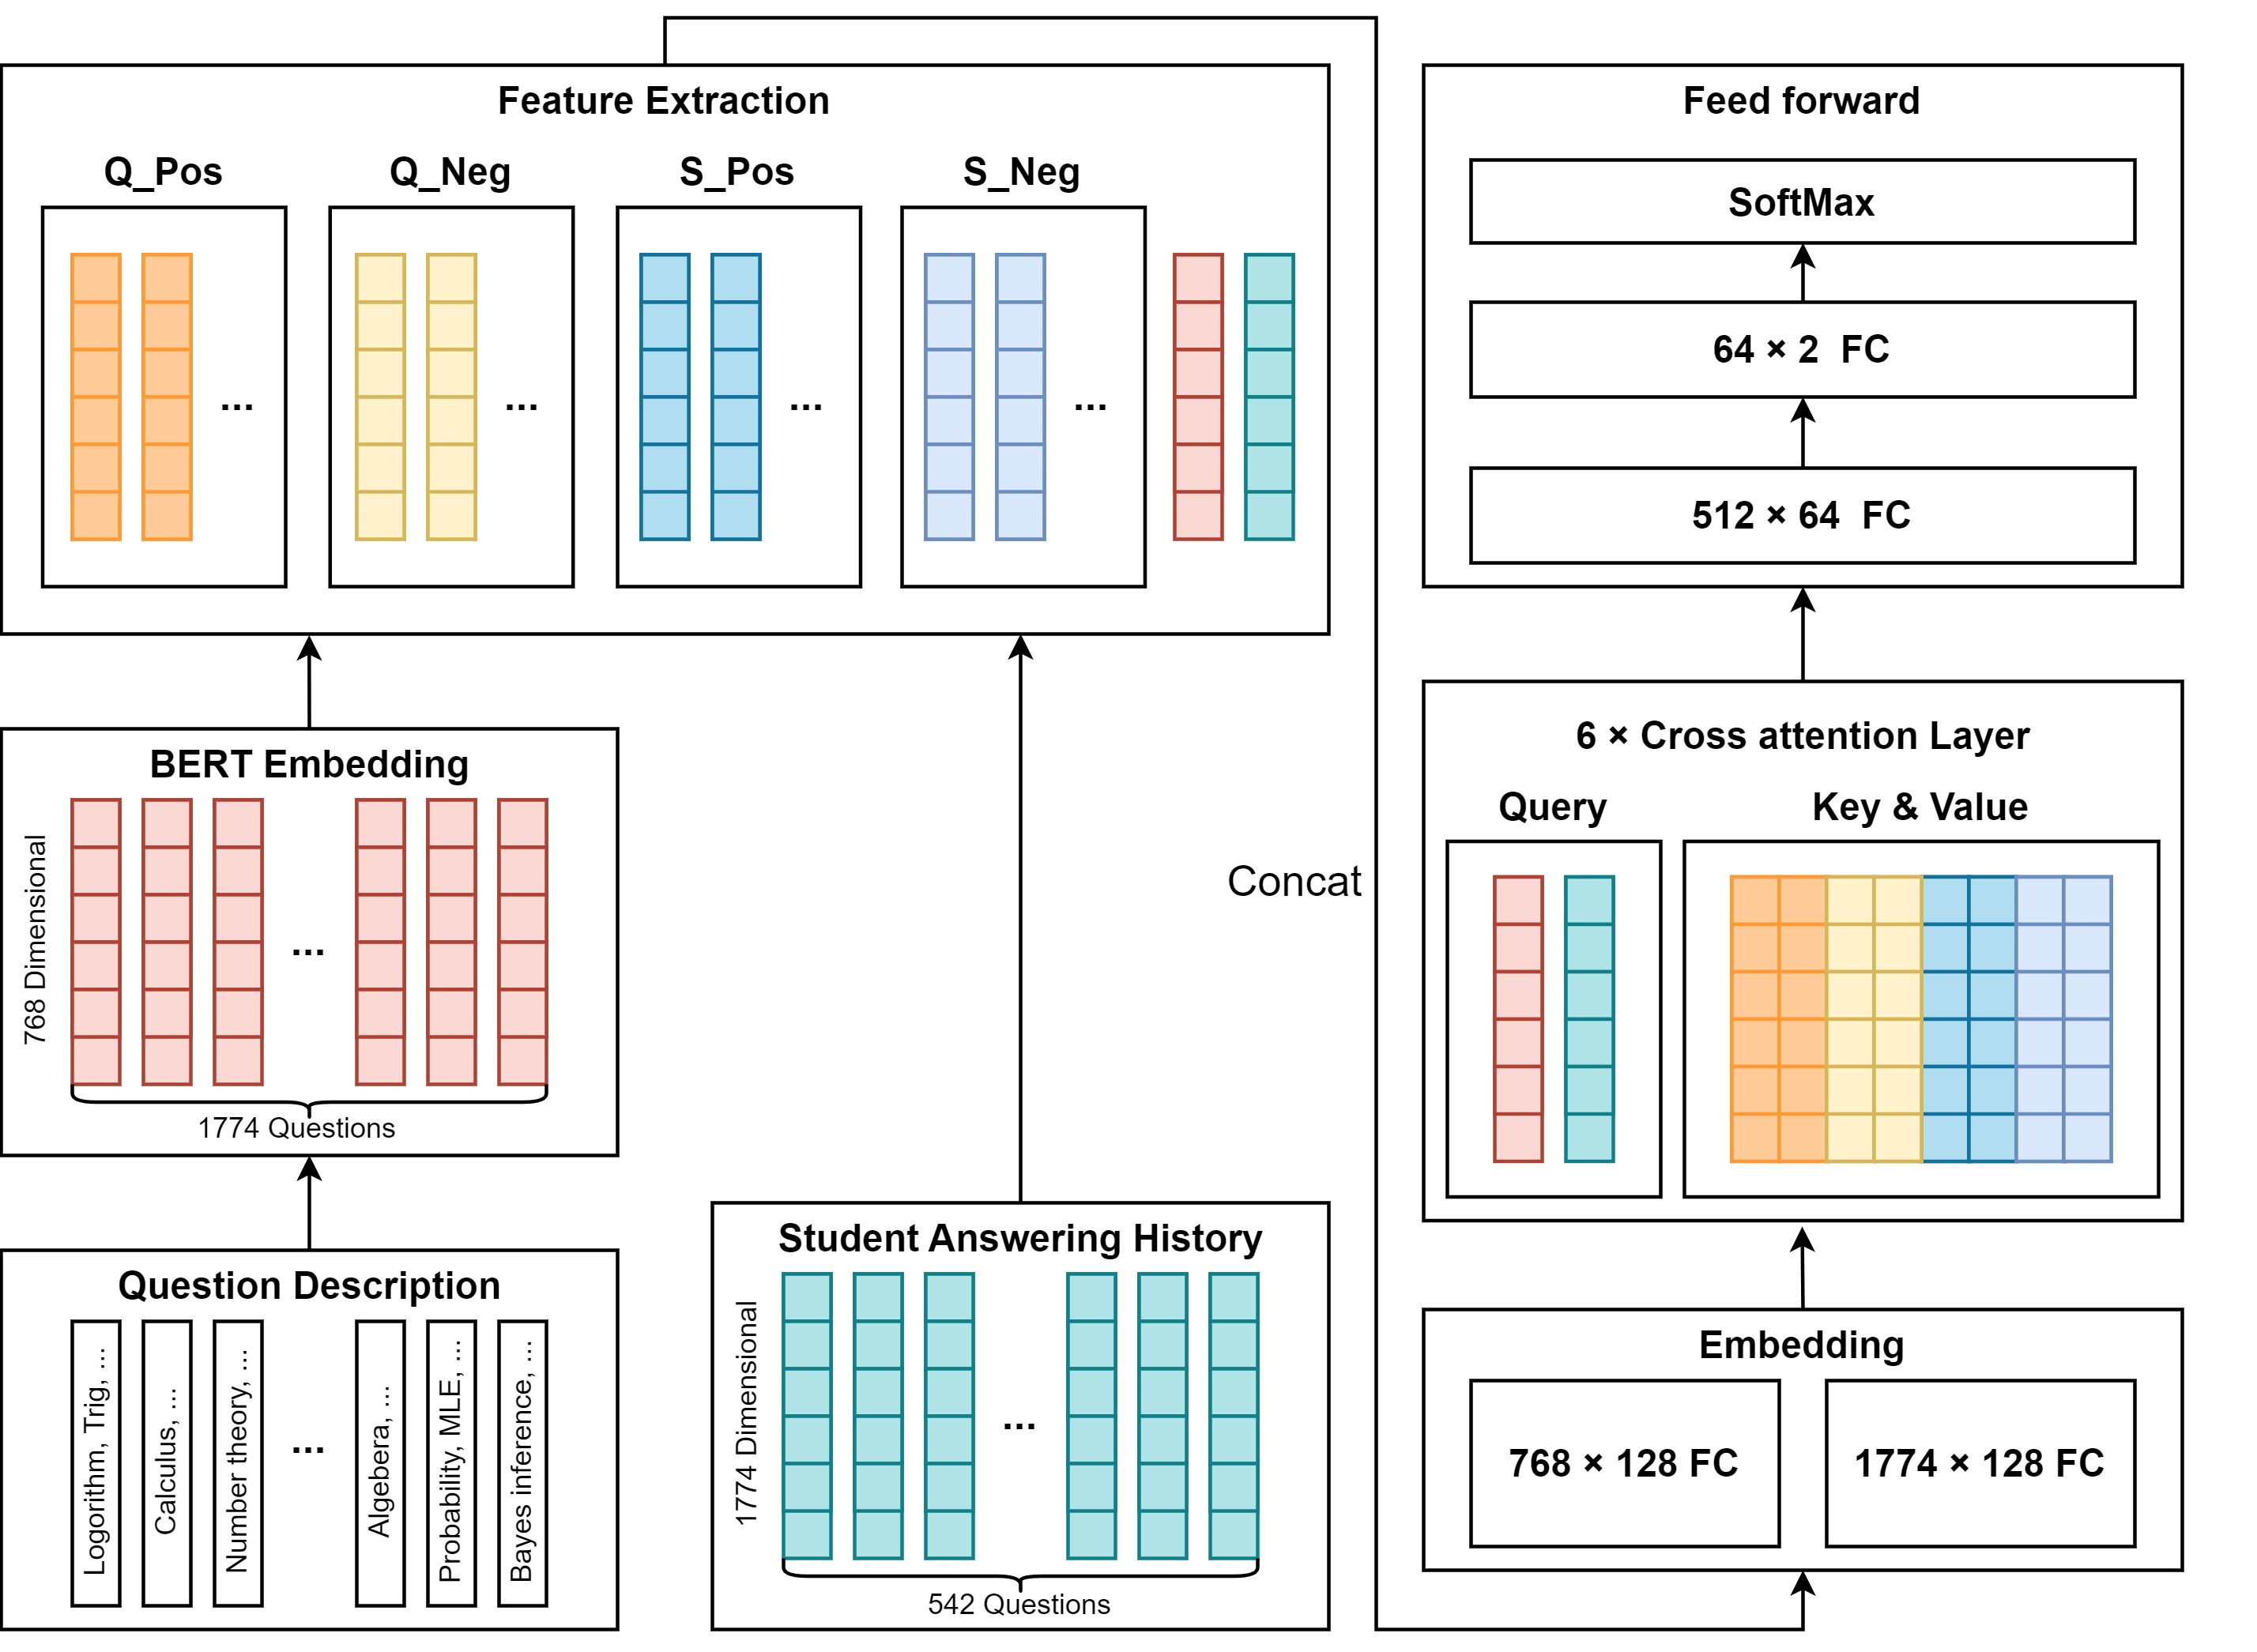 Feature Extraction
Q_Pos
Q_Neg
S_Pos
S_Neg
...
...
...
...
BERT Embedding
768 Dimensional
...
1774 Questions
Question Description
Logorithm, Trig, ...
Calculus, ...
Number theory, ...
...
Algebera, ...
Probability, MLE, ...
Bayes inference, ...
Student Answering History
1774 Dimensional
...
542 Questions
Concat
Feed forward
SoftMax
64 × 2 FC
512 × 64 FC
6 × Cross attention Layer
Query
Key & Value
Embedding
768 × 128 FC
1774 × 128 FC